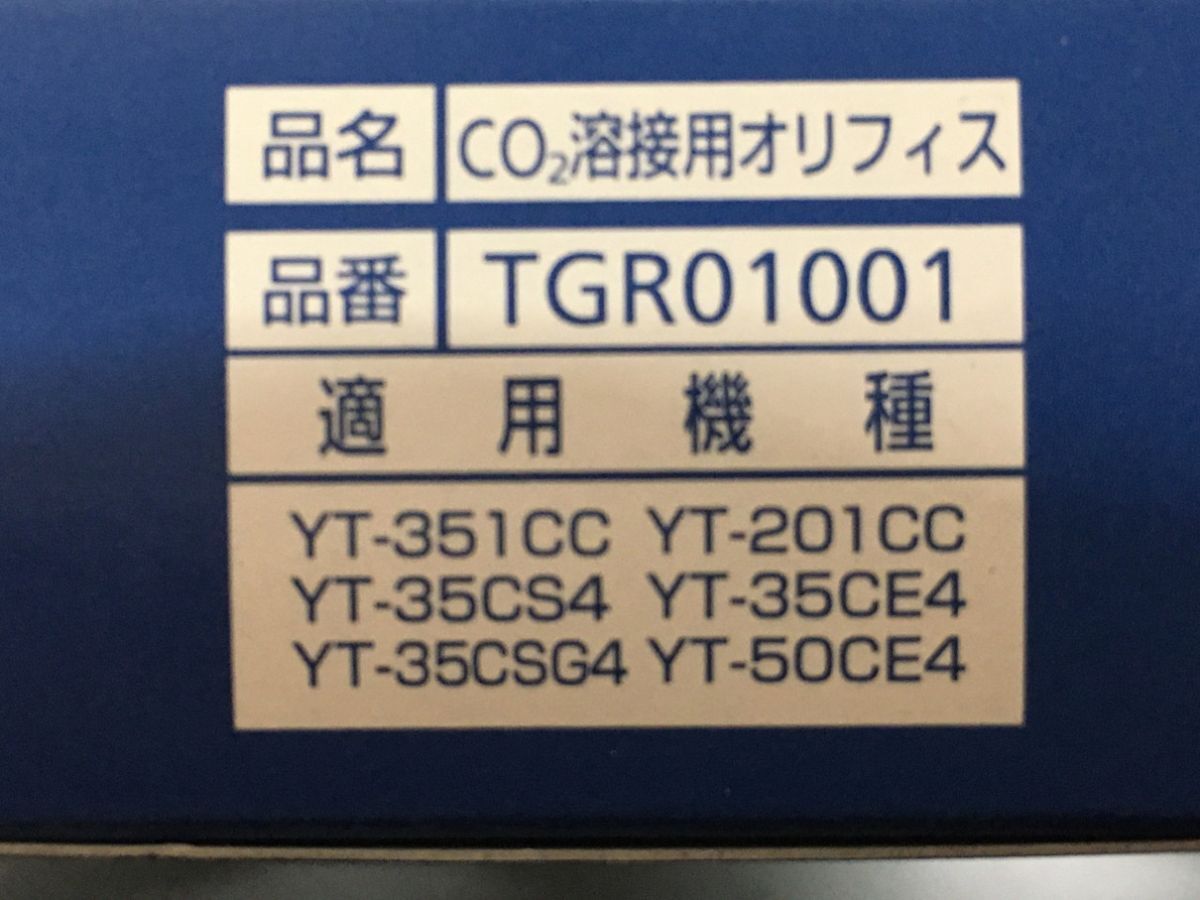 品名 CO₂溶接用オリフィス
品番 TGR01001
適用機種
YT-351CC YT-201CC
YT-35CS4 YT-35CE4
YT-35CSG4 YT-50CE4